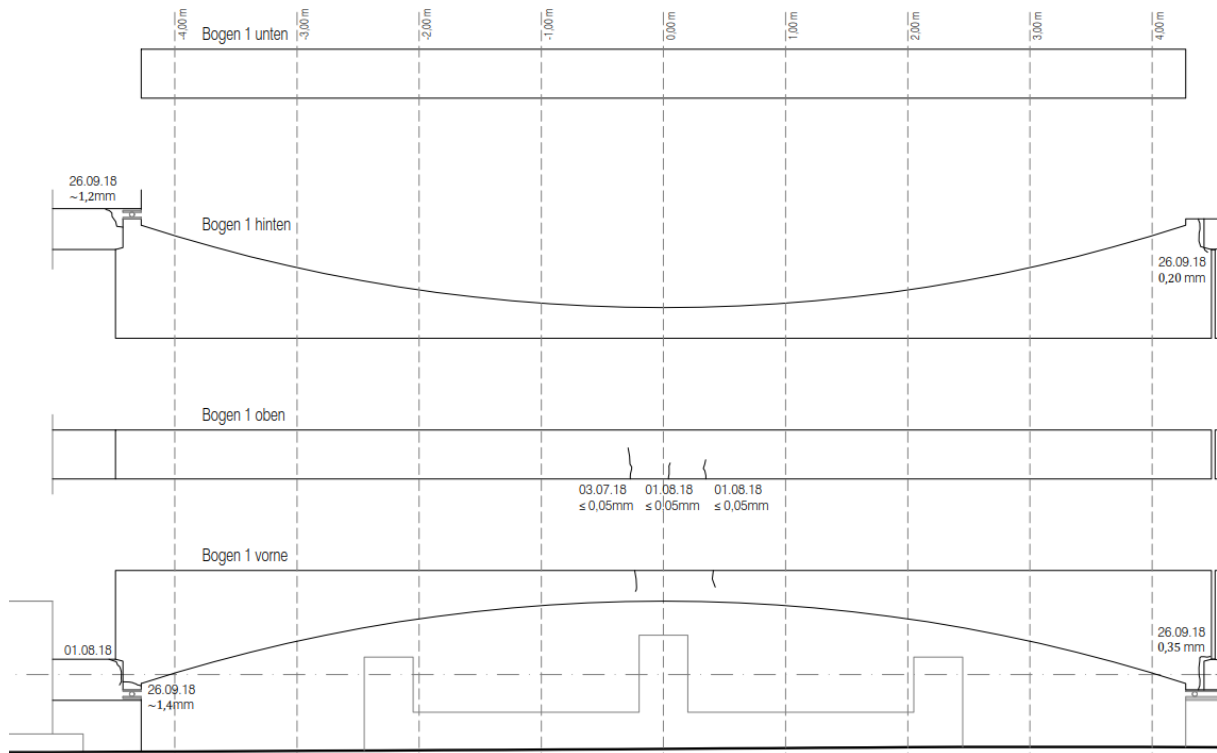 -4,00 m
-3,00 m
-2,00 m
-1,00 m
0,00 m
1,00 m
2,00 m
3,00 m
4,00 m
Bogen 1 unten
26.09.18
~1,2mm
Bogen 1 hinten
26.09.18
0,20 mm
Bogen 1 oben
03.07.18
≤ 0,05mm
01.08.18
≤ 0,05mm
01.08.18
≤ 0,05mm
Bogen 1 vorne
01.08.18
26.09.18
~1,4mm
26.09.18
0,35 mm